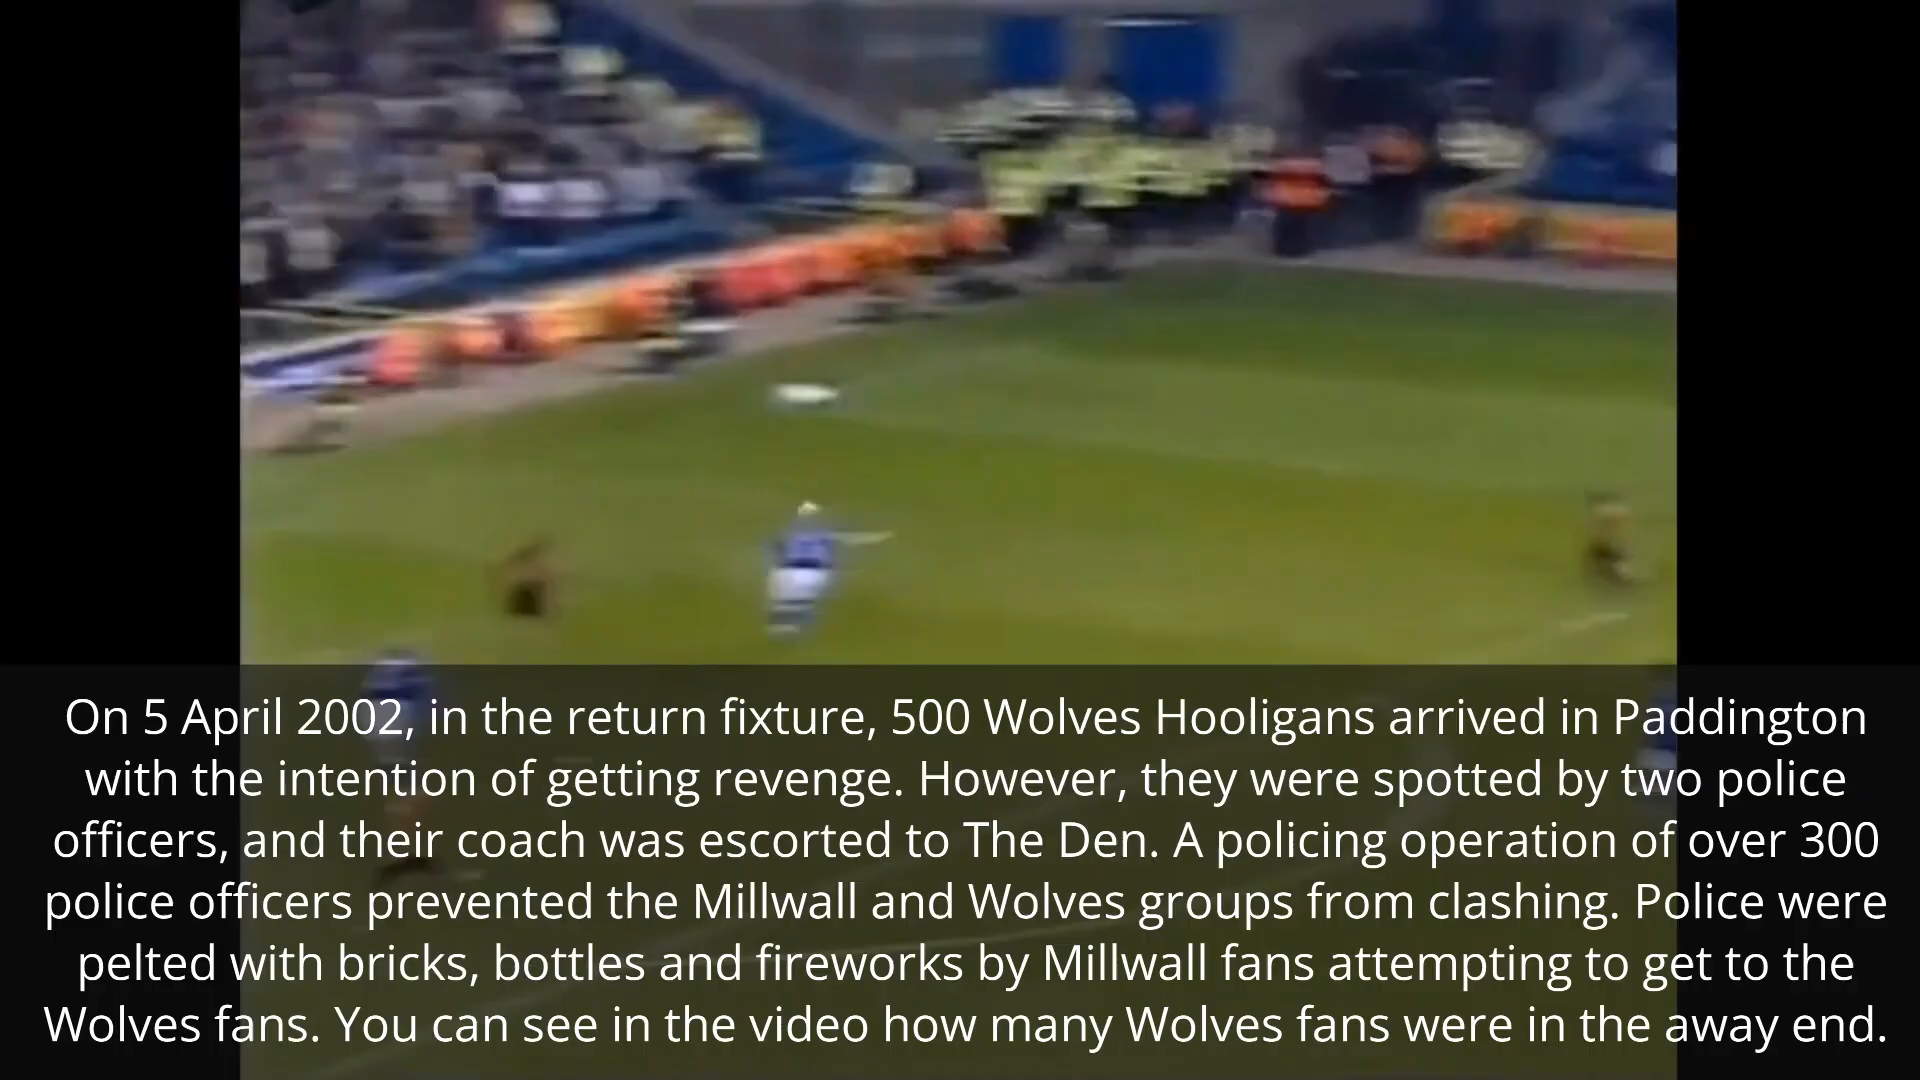 On 5 April 2002, in the return fixture, 500 Wolves Hooligans arrived in Paddington
with the intention of getting revenge. However, they were spotted by two police
officers, and their coach was escorted to The Den. A policing operation of over 300
police officers prevented the Millwall and Wolves groups from clashing. Police were
pelted with bricks, bottles and fireworks by Millwall fans attempting to get to the
Wolves fans. You can see in the video how many Wolves fans were in the away end.